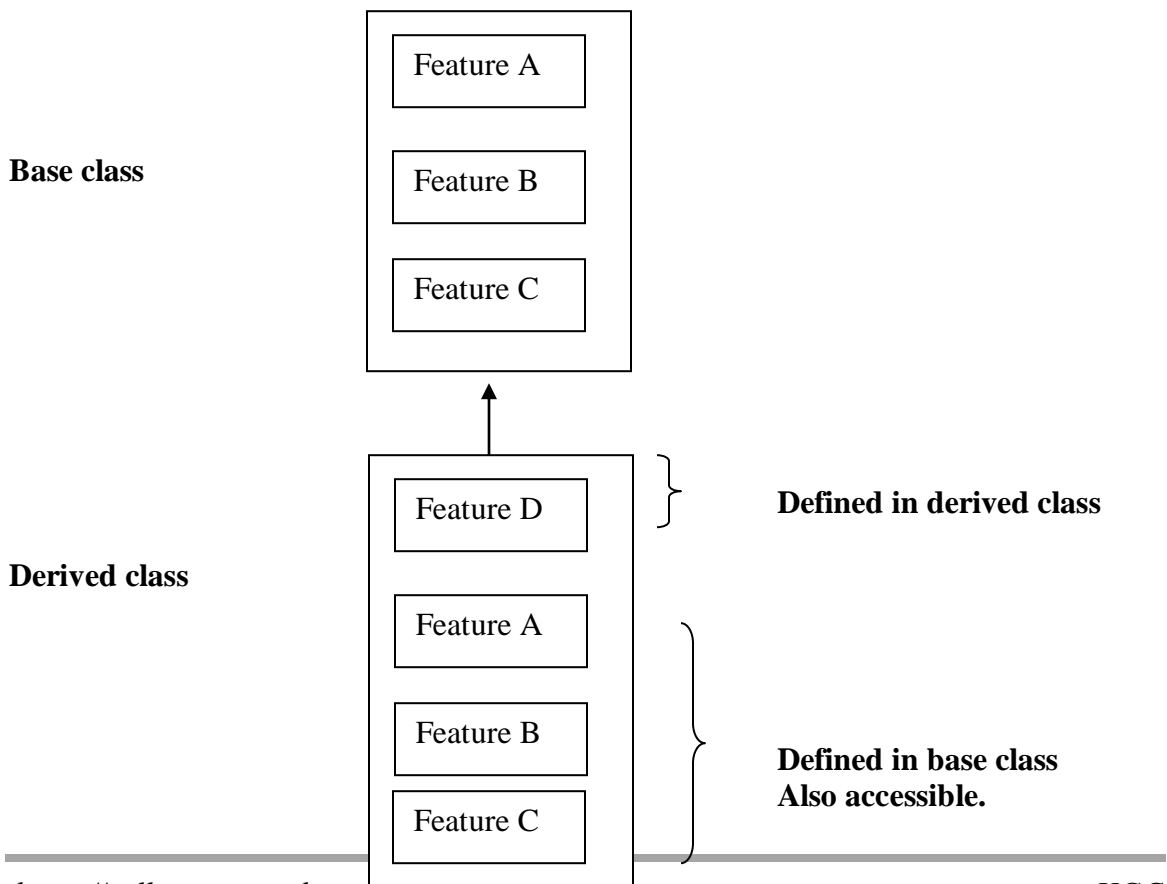 Feature A
Base class
Feature B
Feature C
Feature D
Defined in derived class
Derived class
Feature A
Feature B
Defined in base class
Also accessible.
Feature C